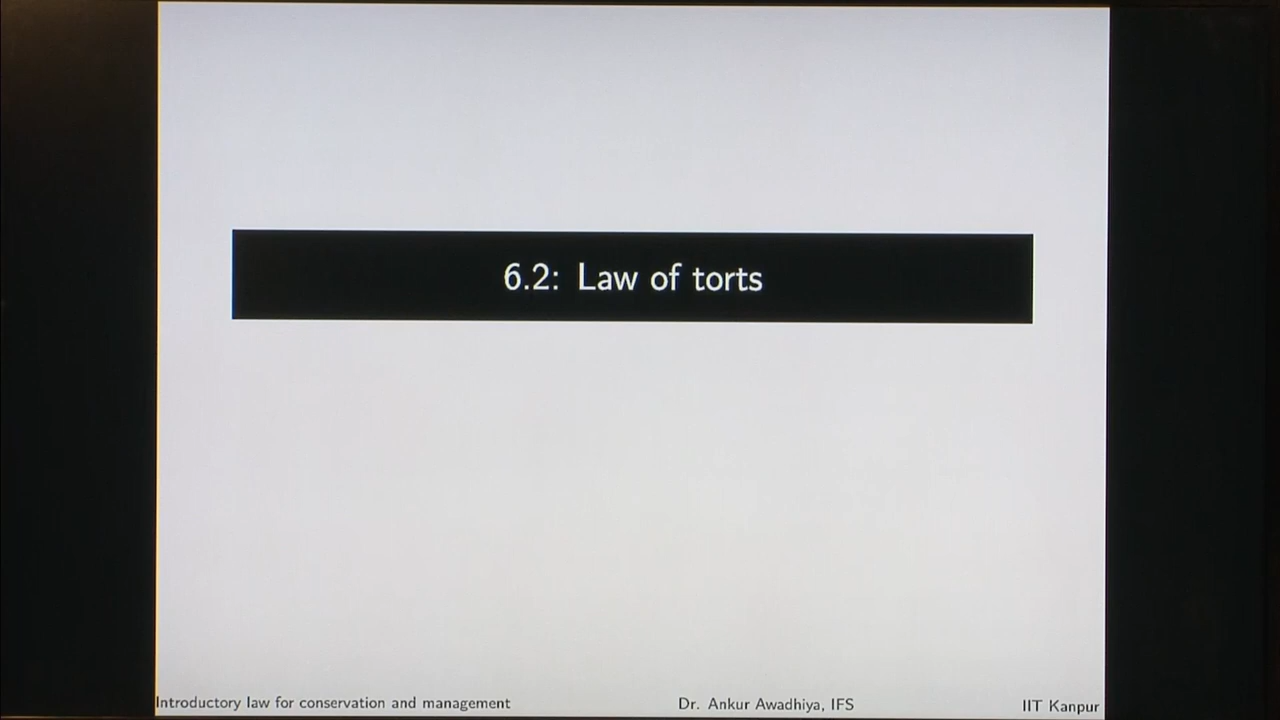 6.2: Law of torts
Introductory law for conservation and management Dr. Ankur Awadhiya, IFS IIT Kanpur